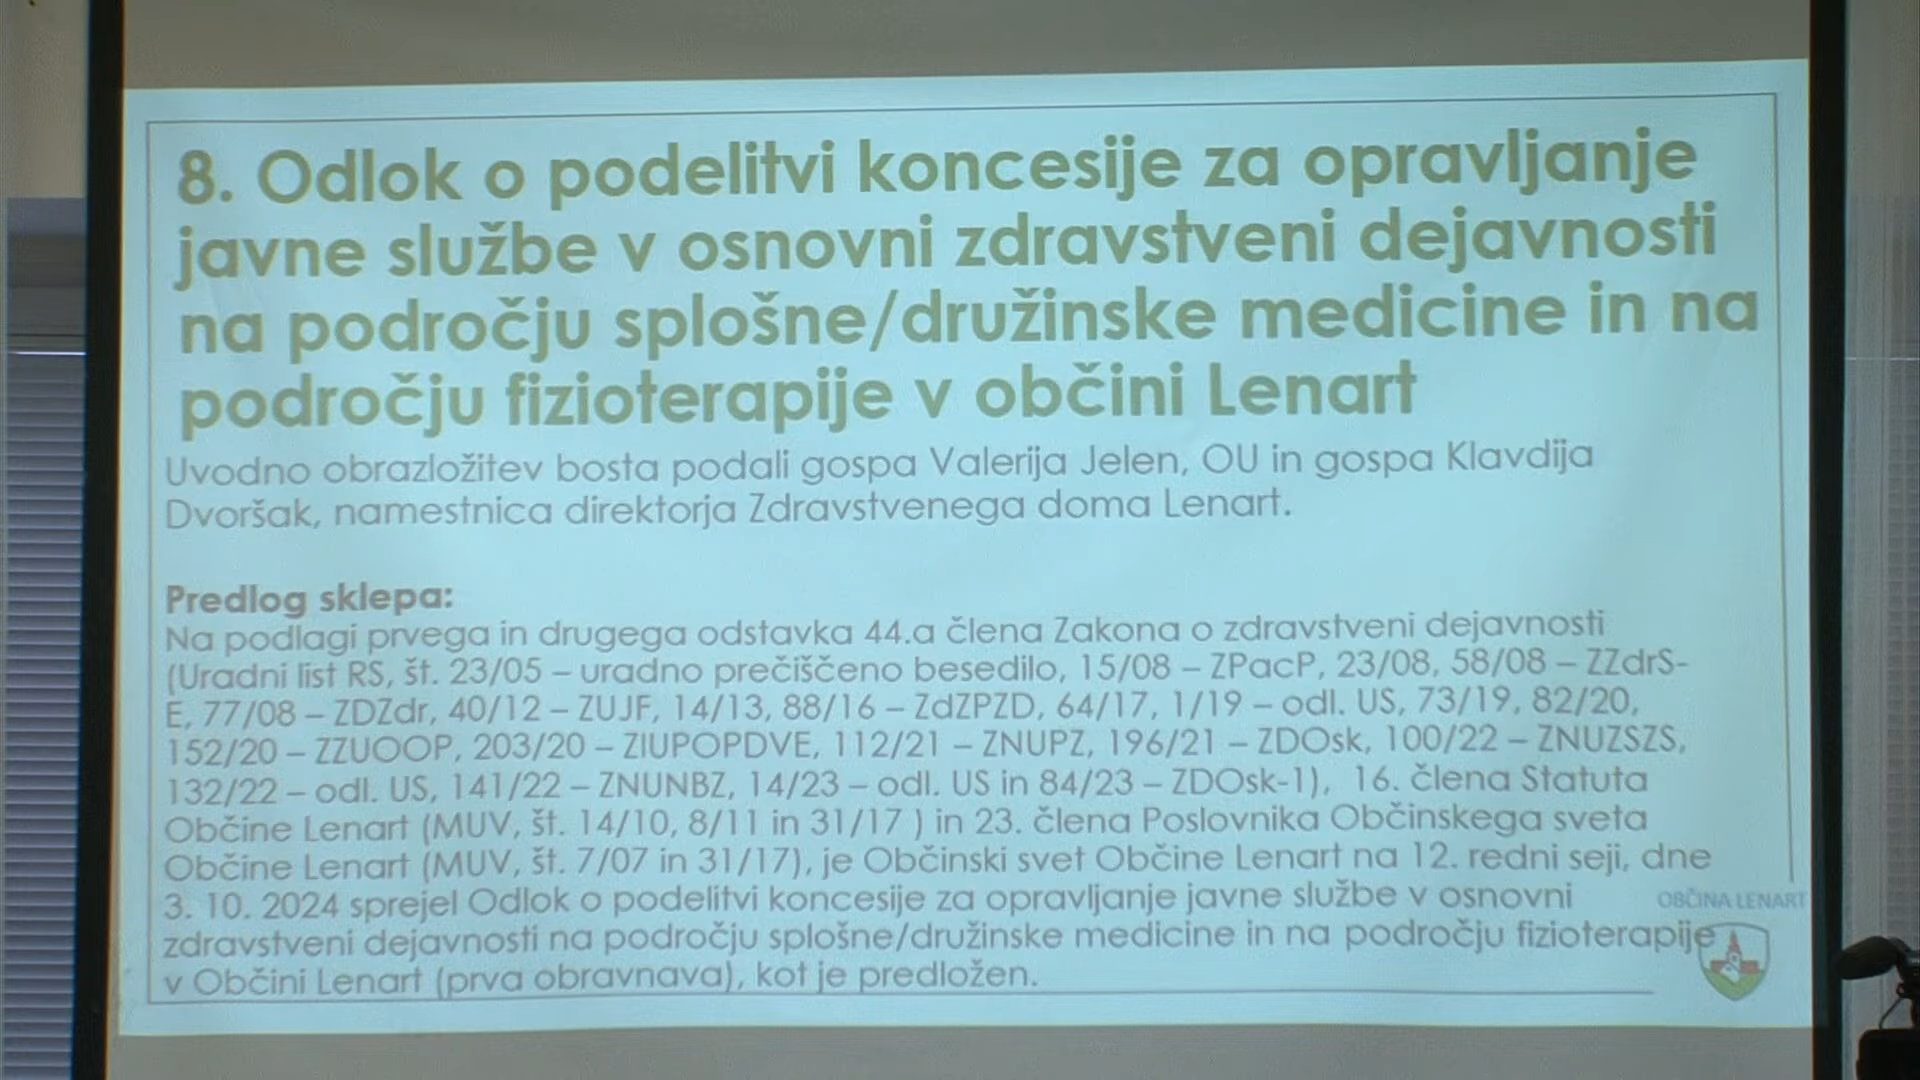 8. Odlok o podelitvi koncesije za opravljanje
javne službe v osnovni zdravstveni dejavnosti
na področju splošne/družinske medicine in na
področju fizioterapije v občini Lenart
Uvodno obrazložitev bosta podali gospa Valerija Jelen, OU in gospa Klavdija
Dvoršak, namestnica direktorja Zdravstvenega doma Lenart.
Predlog sklepa:
Na podlagi prvega in drugega odstavka 44.a člena Zakona o zdravstveni dejavnosti
(Uradni list RS, št. 23/05 – uradno prečiščeno besedilo, 15/08 – ZPacP, 23/08, 58/08 – ZZdrS-
E, 77/08 – ZDZdr, 40/12 – ZUJF, 14/13, 88/16 – ZdZPZD, 64/17, 1/19 – odl. US, 73/19, 82/20,
152/20 – ZZUOOP, 203/20 – ZIUPOPDVE, 112/21 – ZNUPZ, 196/21 – ZDOsk, 100/22 – ZNUZSZS,
132/22 – odl. US, 141/22 – ZNUNBZ, 14/23 – odl. US in 84/23 – ZDOsk-1), 16. člena Statuta
Občine Lenart (MUV, št. 14/10, 8/11 in 31/17 ) in 23. člena Poslovnika Občinskega sveta
Občine Lenart (MUV, št. 7/07 in 31/17), je Občinski svet Občine Lenart na 12. redni seji, dne
3. 10. 2024 sprejel Odlok o podelitvi koncesije za opravljanje javne službe v osnovni
zdravstveni dejavnosti na področju splošne/družinske medicine in na področju fizioterapije
v Občini Lenart (prva obravnava), kot je predložen.
OBČINA LENART